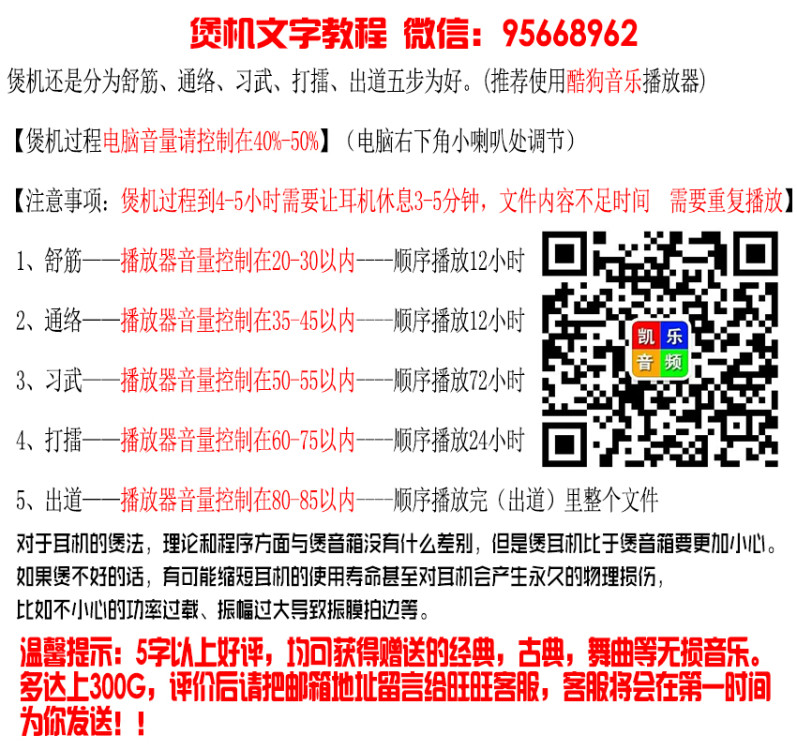 煲机文字教程 微信：95668962
煲机还是分为舒筋、通络、习武、打擂、出道五步为好。(推荐使用酷狗音乐播放器)
【煲机过程电脑音量请控制在40%-50%】（电脑右下角小喇叭处调节）
【注意事项：煲机过程到4-5小时需要让耳机休息3-5分钟，文件内容不足时间 需要重复播放】
1、舒筋——播放器音量控制在20-30以内----顺序播放12小时
2、通络——播放器音量控制在35-45以内----顺序播放12小时
3、习武——播放器音量控制在50-55以内----顺序播放72小时
4、打擂——播放器音量控制在60-75以内----顺序播放24小时
5、出道——播放器音量控制在80-85以内----顺序播放完（出道）里整个文件
凯乐
音频
对于耳机的煲法，理论和程序方面与煲音箱没有什么差别，但是煲耳机比于煲音箱要更加小心。
如果煲不好的话，有可能缩短耳机的使用寿命甚至对耳机会产生永久的物理损伤，
比如不小心的功率过载、振幅过大导致振膜拍边等。
温馨提示：5字以上好评，均可获得赠送的经典，古典，舞曲等无损音乐。
多达上300G，评价后请把邮箱地址留言给旺旺客服，客服将会在第一时间
为你发送！！